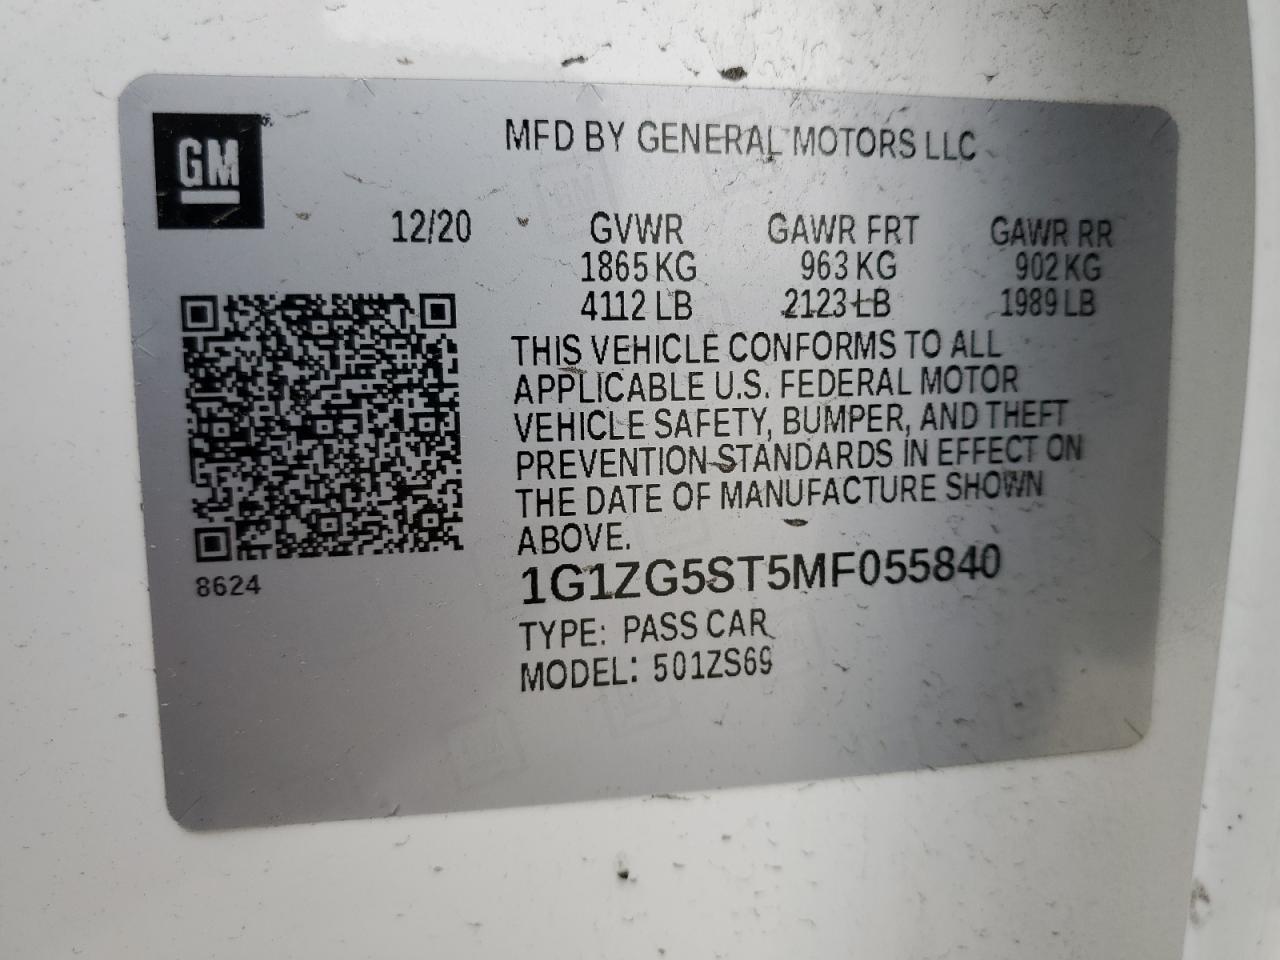 GM
MFD BY GENERAL MOTORS LLC
12/20 GVWR GAWR FRT GAWR RR
1865 KG 963 KG 902 KG
4112 LB 2123 LB 1989 LB
THIS VEHICLE CONFORMS TO ALL
APPLICABLE U.S. FEDERAL MOTOR
VEHICLE SAFETY, BUMPER, AND THEFT
PREVENTION STANDARDS IN EFFECT ON
THE DATE OF MANUFACTURE SHOWN
ABOVE.
8624
1G1ZG5ST5MF055840
TYPE: PASS CAR
MODEL: 501ZS69